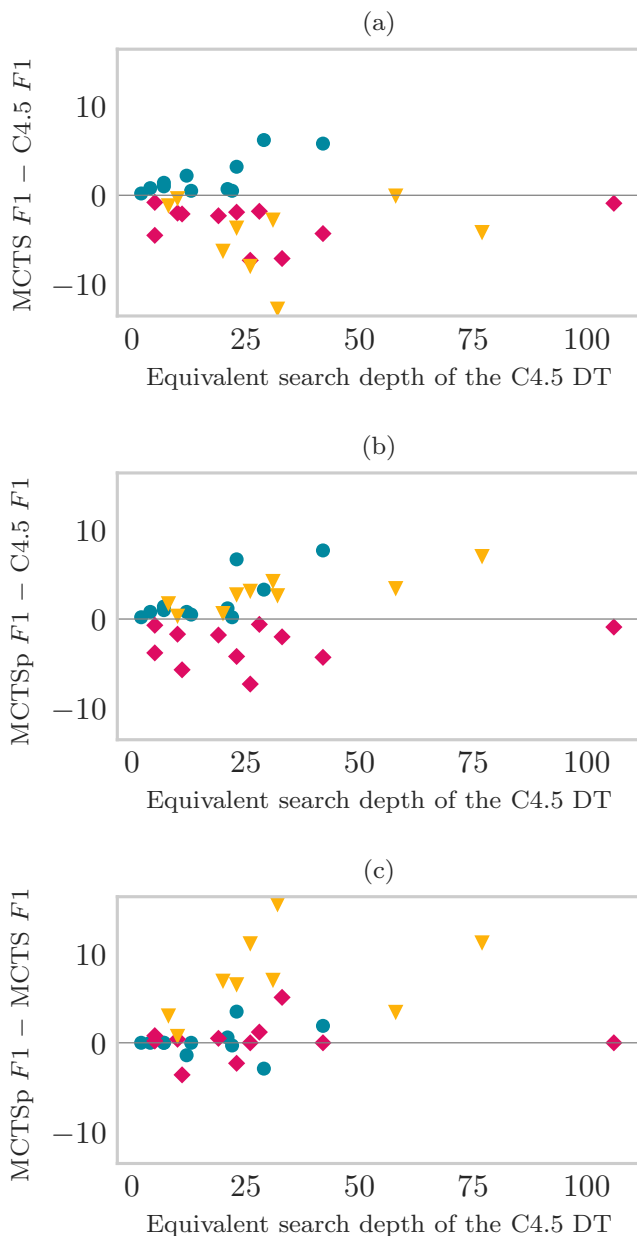 (a)
MCTS F1 − C4.5 F1
10
0
−10
0 25 50 75 100
Equivalent search depth of the C4.5 DT
(b)
MCTSp F1 − C4.5 F1
10
0
−10
0 25 50 75 100
Equivalent search depth of the C4.5 DT
(c)
MCTSp F1 − MCTS F1
10
0
−10
0 25 50 75 100
Equivalent search depth of the C4.5 DT